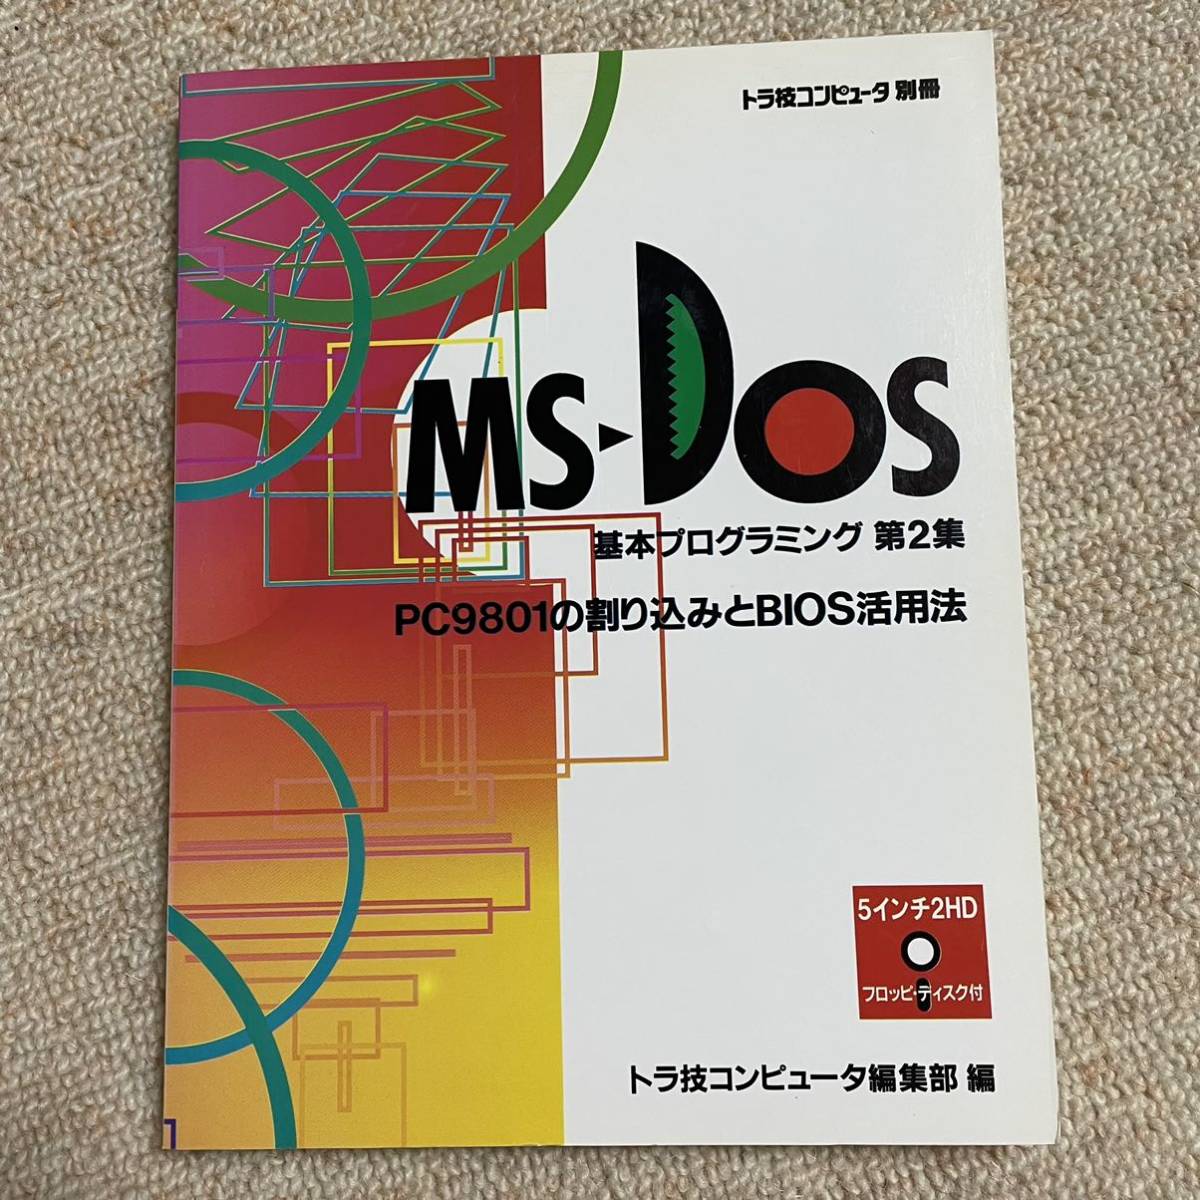 トラ技コンピュータ 別冊
MS-DOS
基本プログラミング 第2集
PC9801の割り込みとBIOS活用法
5インチ2HD
フロッピ・ディスク付
トラ技コンピュータ編集部 編